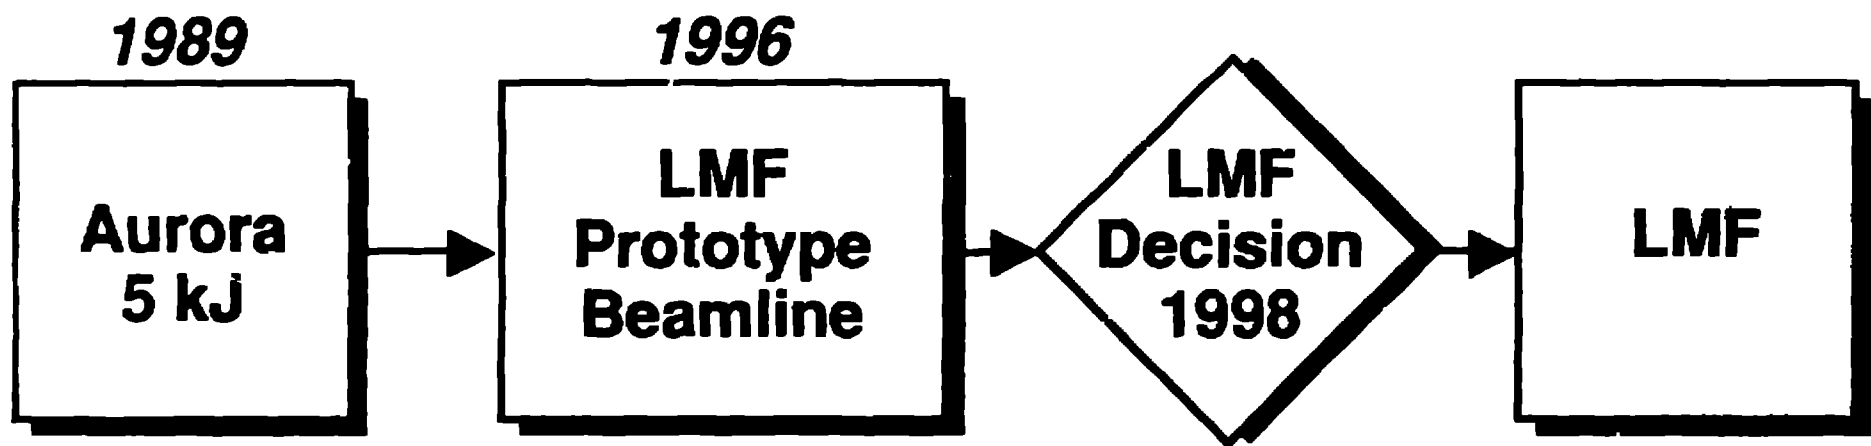 1989
Aurora
5 kJ
1996
LMF
Prototype
Beamline
LMF
Decision
1998
LMF